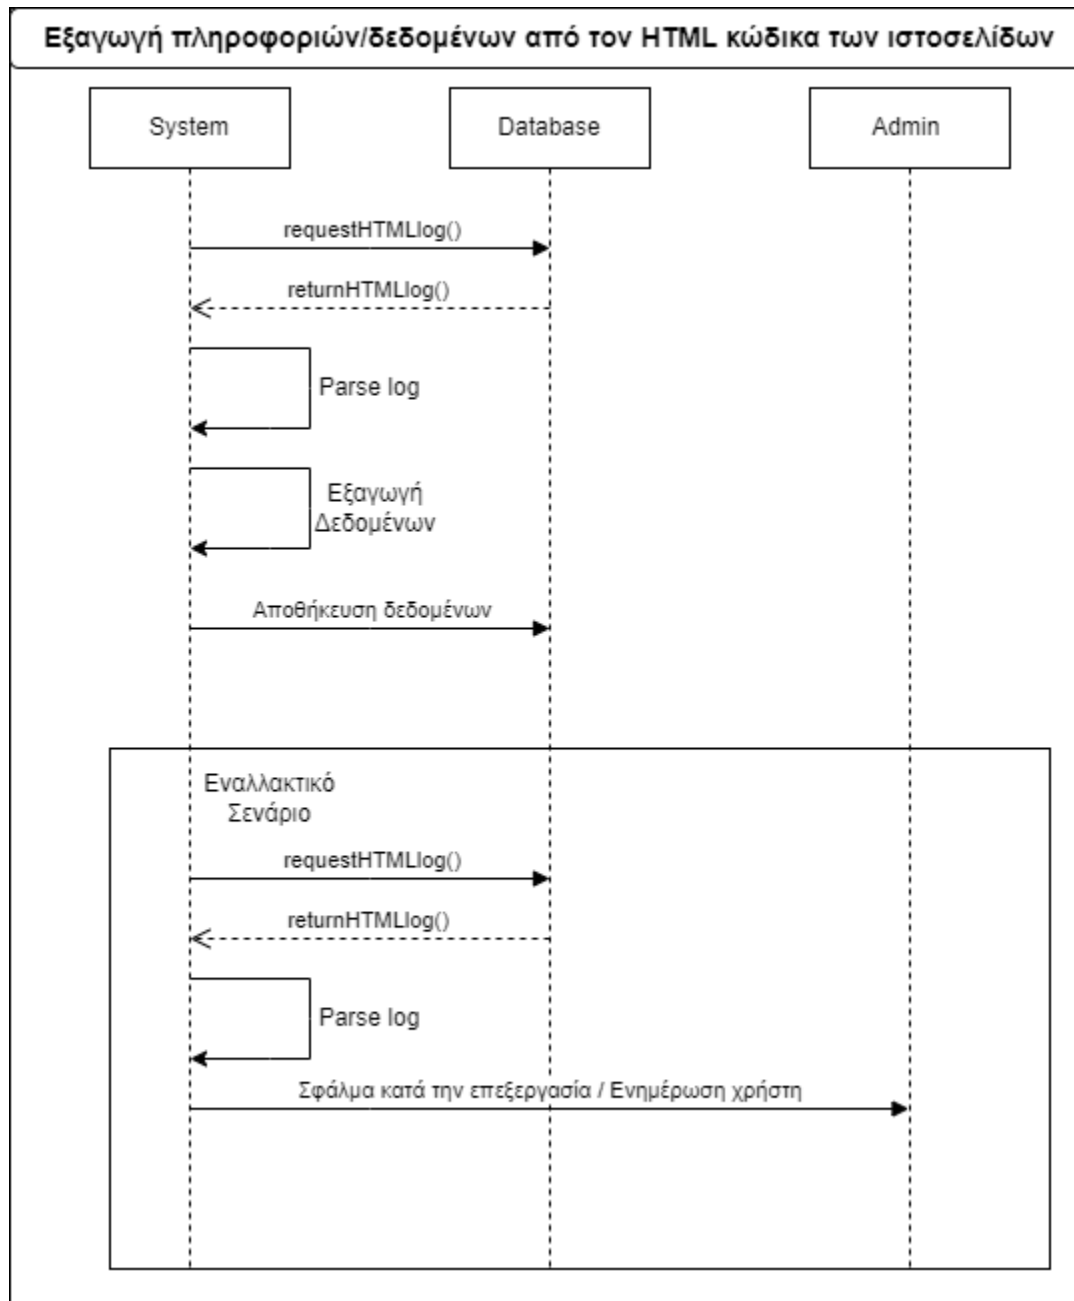 Εξαγωγή πληροφοριών/δεδομένων από τον HTML κώδικα των ιστοσελίδων
System
Database
Admin
requestHTMLlog()
returnHTMLlog()
Parse log
Εξαγωγή
Δεδομένων
Αποθήκευση δεδομένων
Εναλλακτικό
Σενάριο
requestHTMLlog()
returnHTMLlog()
Parse log
Σφάλμα κατά την επεξεργασία / Ενημέρωση χρήστη